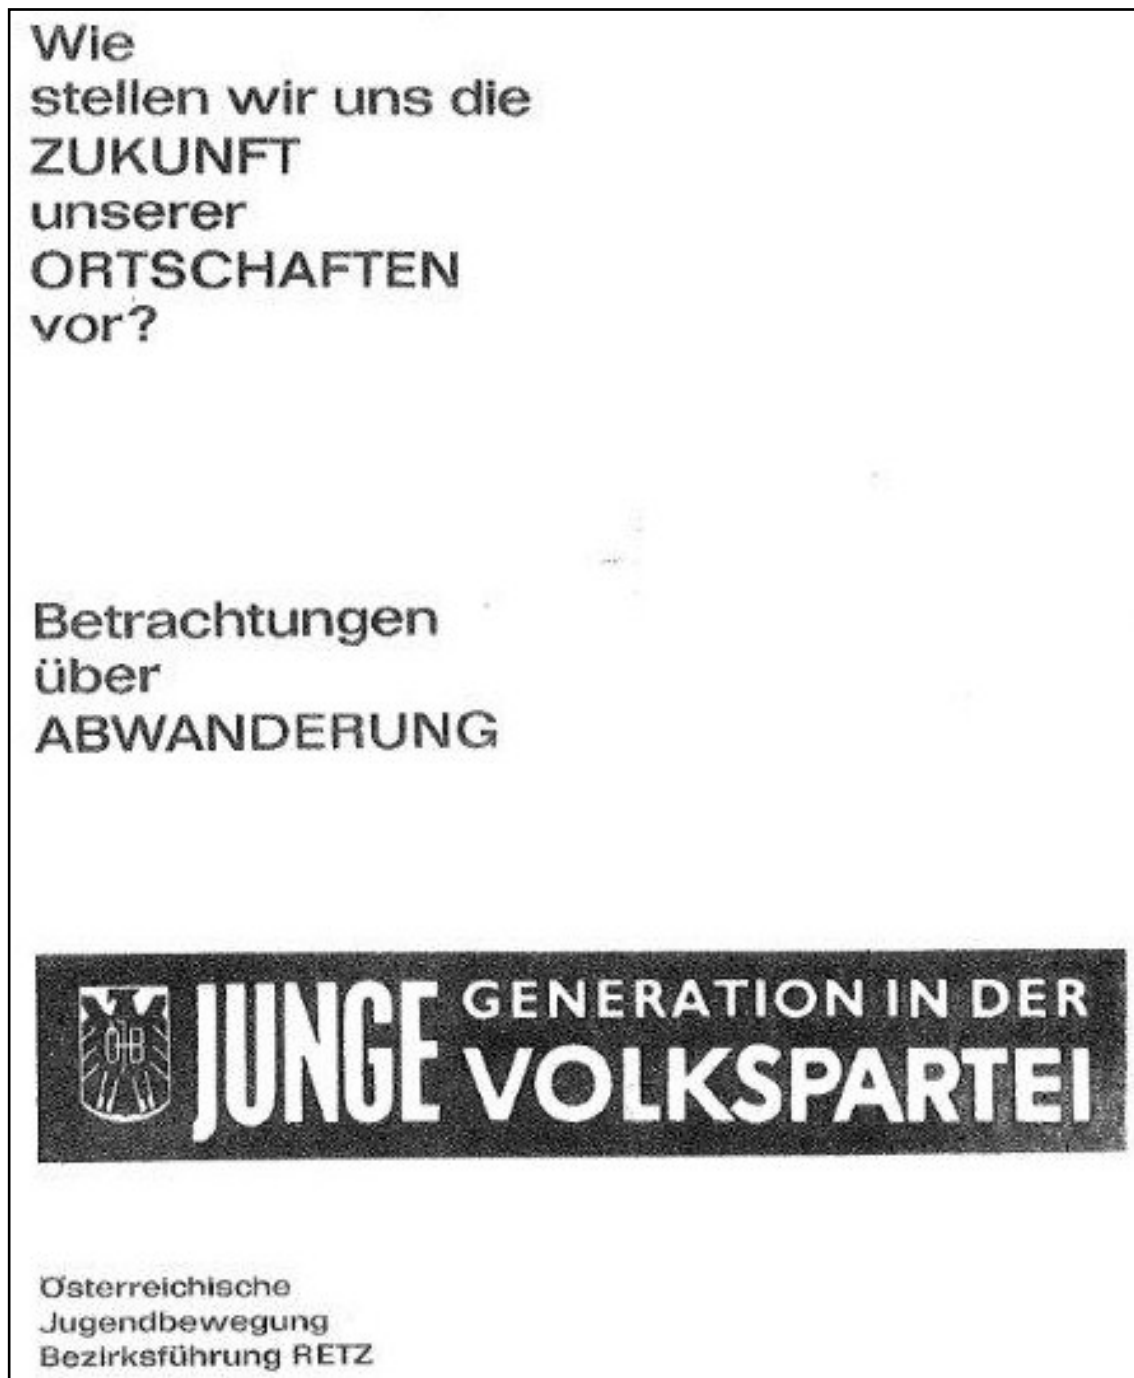 Wie
stellen wir uns die
ZUKUNFT
unserer
ORTSCHAFTEN
vor?
Betrachtungen
über
ABWANDERUNG
ÖJB
JUNGE GENERATION IN DER
VOLKSPARTEI
Österreichische
Jugendbewegung
Bezirksführung RETZ